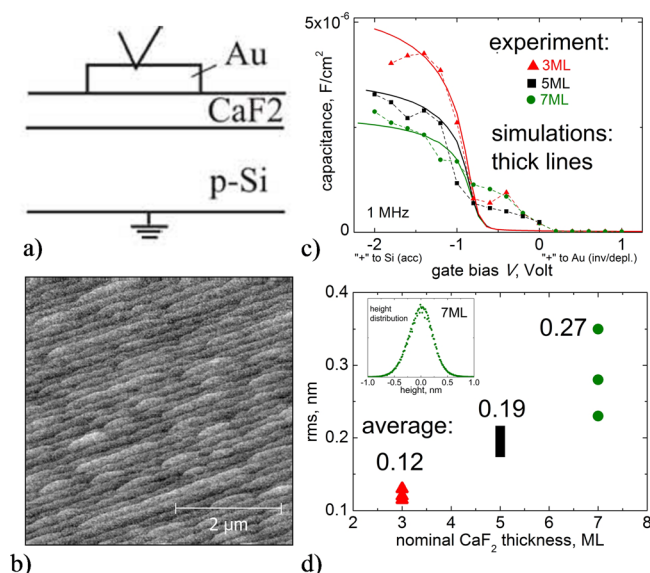 Au
CaF2
p-Si
a)
2 µm
b)
5x10⁻⁶
capacitance, F/cm²
0
experiment:
3ML
5ML
7ML
simulations:
thick lines
1 MHz
-2
-1
0
1
"+" to Si (acc)
"+" to Au (inv/depl.)
gate bias V, Volt
c)
0.4
0.3
0.2
0.1
rms, nm
height
distribution
7ML
-1.0
-0.5
0.0
0.5
1.0
height, nm
0.27
0.19
average:
0.12
2
3
4
5
6
7
8
nominal CaF₂ thickness, ML
d)